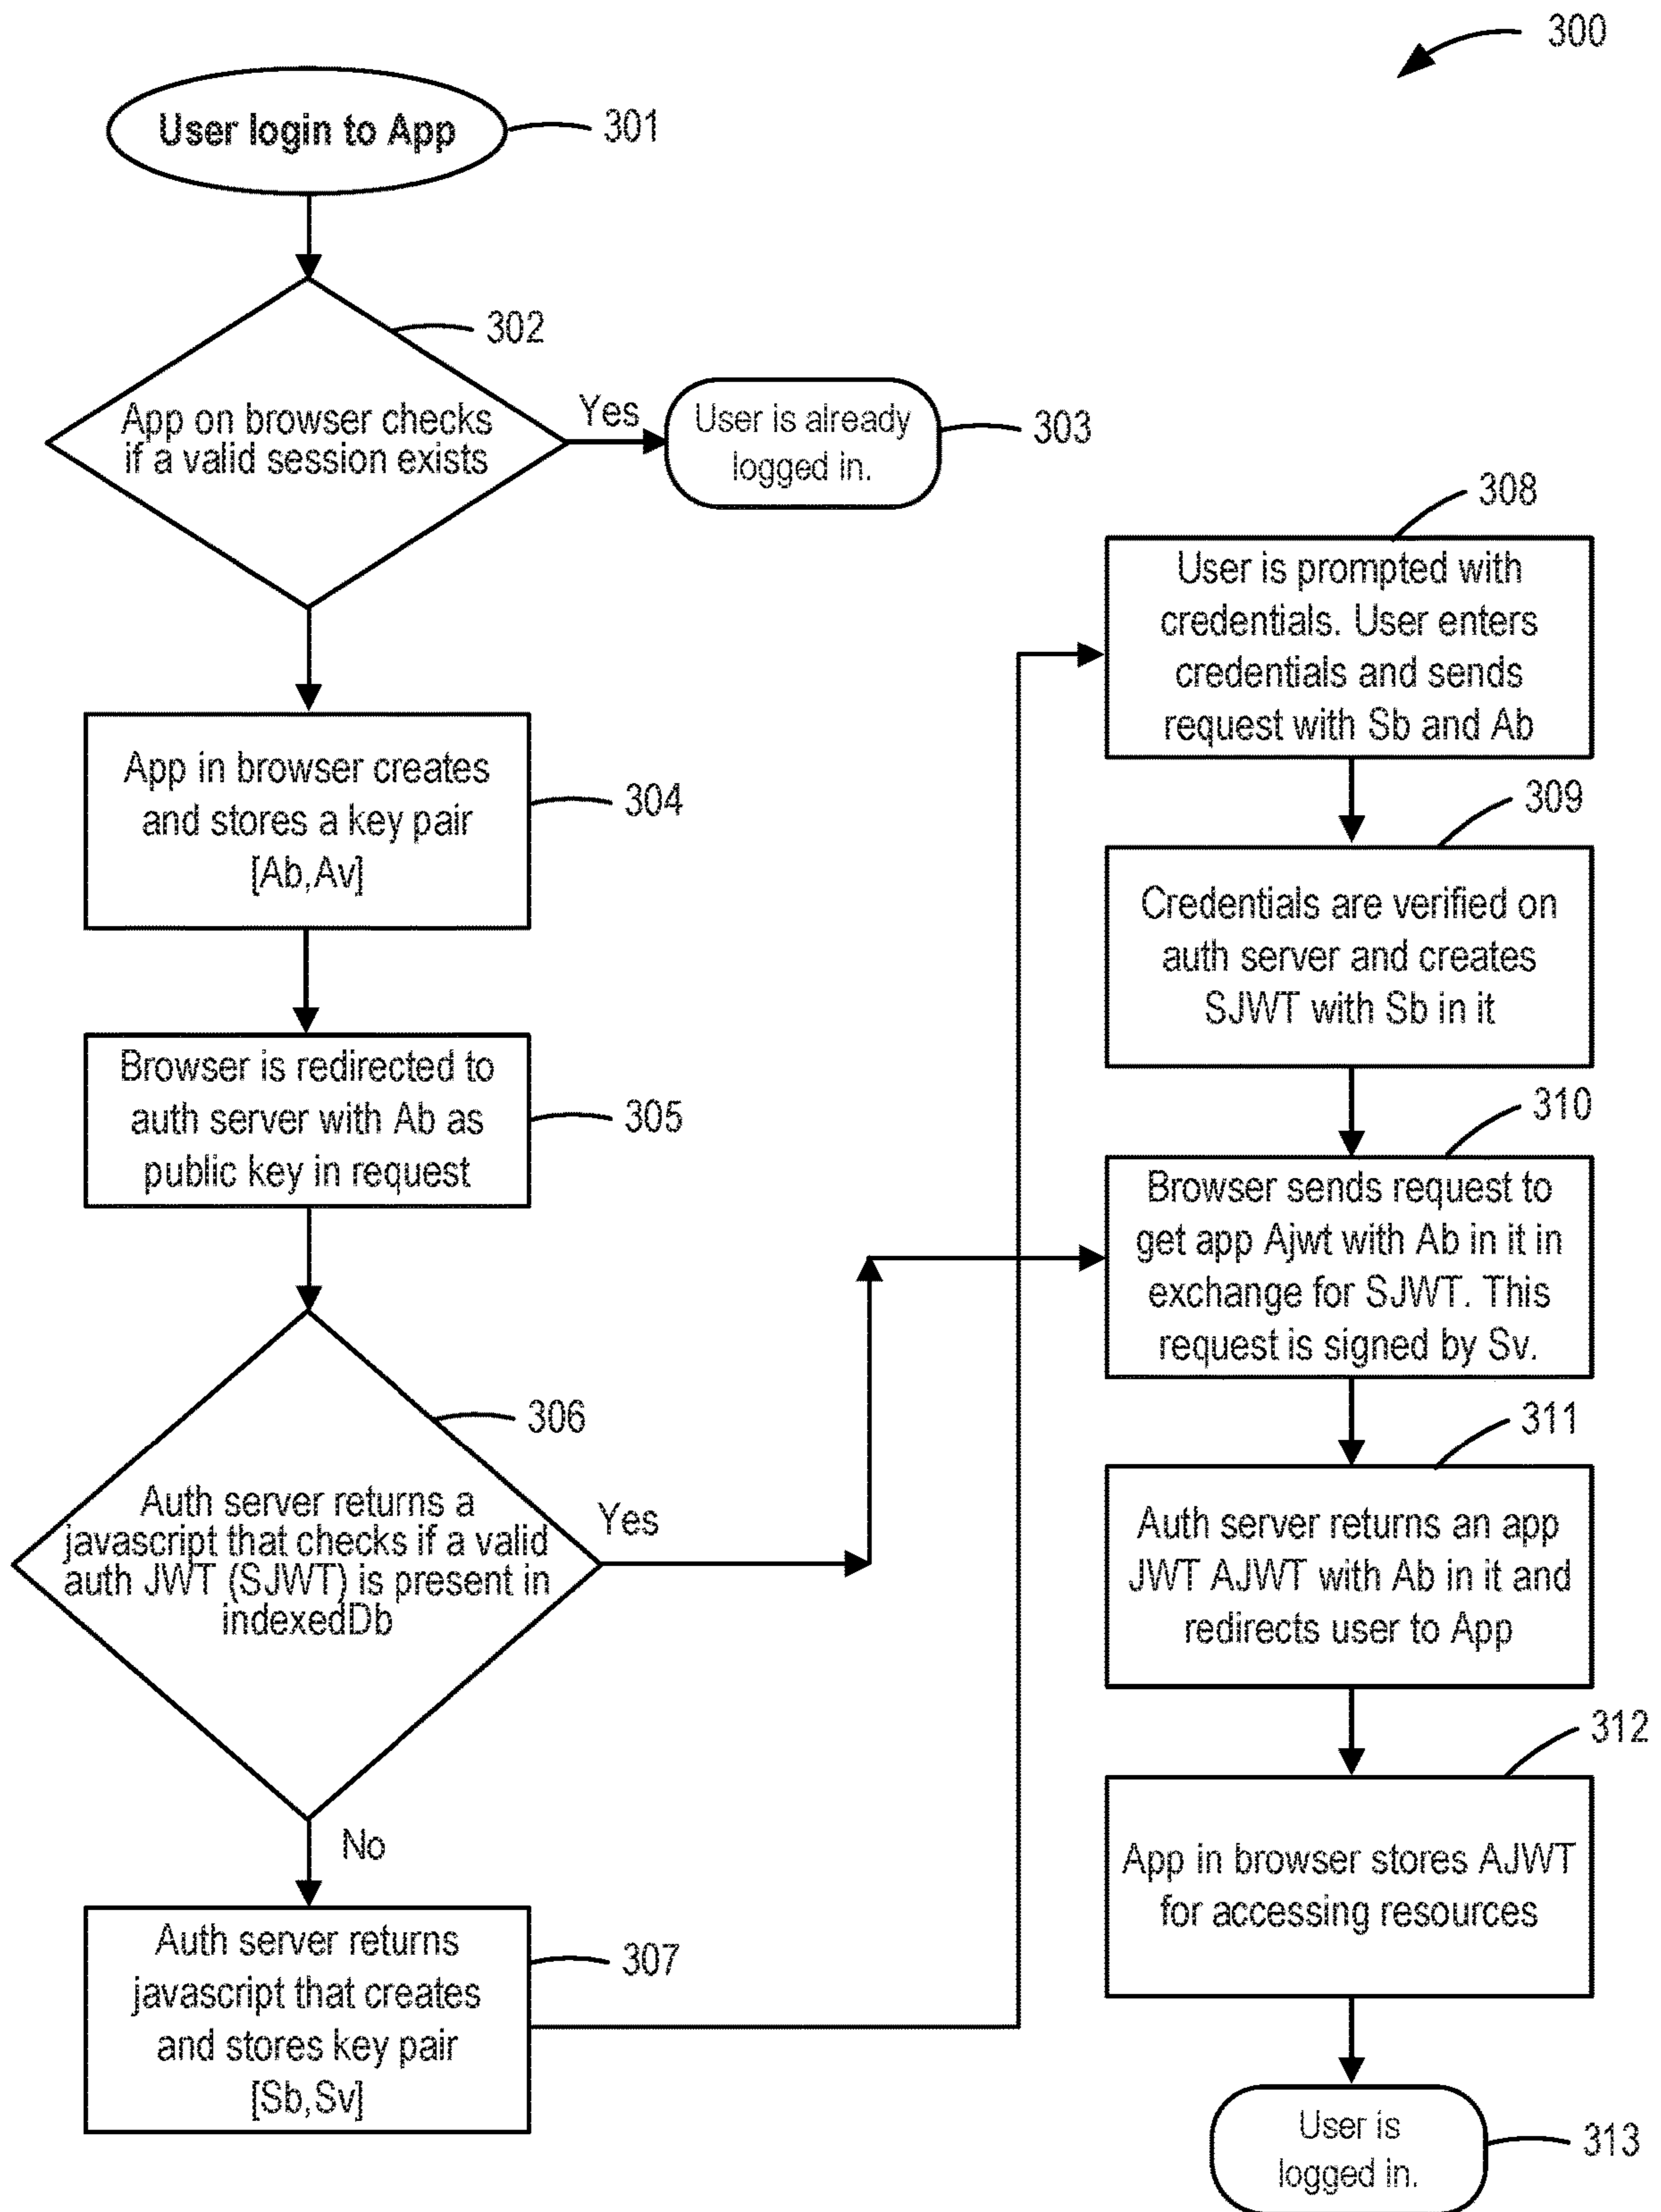 300
User login to App
301
302
App on browser checks
if a valid session exists
Yes
User is already
logged in.
303
App in browser creates
and stores a key pair
[Ab,Av]
304
Browser is redirected to
auth server with Ab as
public key in request
305
306
Auth server returns a
javascript that checks if a valid
auth JWT (SJWT) is present in
indexedDb
Yes
No
Auth server returns
javascript that creates
and stores key pair
[Sb,Sv]
307
308
User is prompted with
credentials. User enters
credentials and sends
request with Sb and Ab
309
Credentials are verified on
auth server and creates
SJWT with Sb in it
310
Browser sends request to
get app Ajwt with Ab in it in
exchange for SJWT. This
request is signed by Sv.
311
Auth server returns an app
JWT AJWT with Ab in it and
redirects user to App
312
App in browser stores AJWT
for accessing resources
User is
logged in.
313